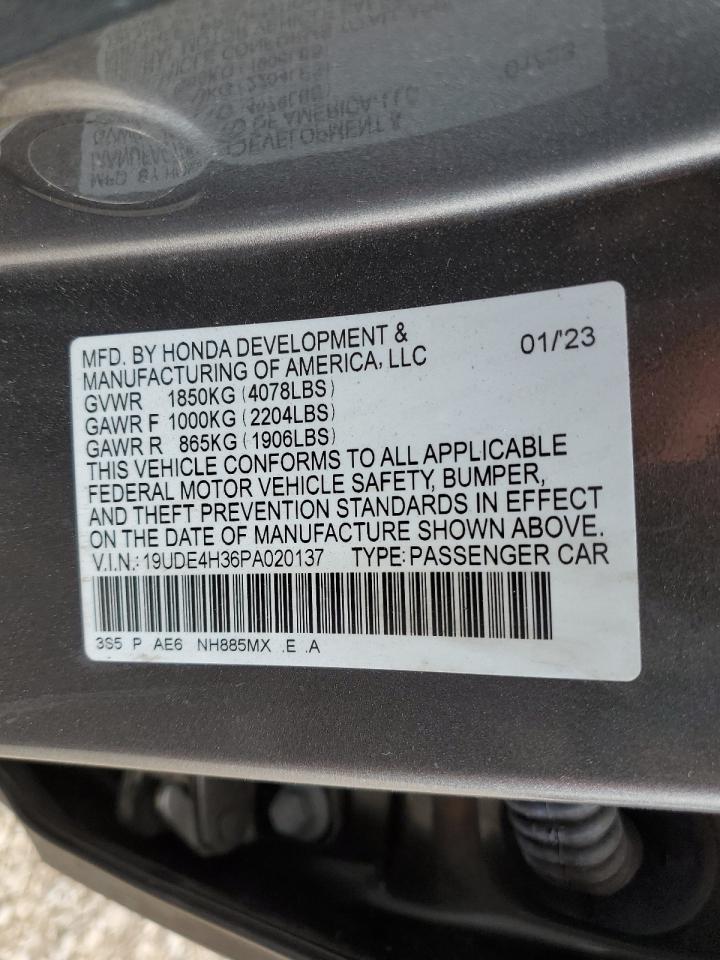 MFD. BY HONDA DEVELOPMENT & 01/'23
MANUFACTURING OF AMERICA, LLC
GVWR 1850KG (4078LBS)
GAWR F 1000KG (2204LBS)
GAWR R 865KG (1906LBS)
THIS VEHICLE CONFORMS TO ALL APPLICABLE
FEDERAL MOTOR VEHICLE SAFETY, BUMPER,
AND THEFT PREVENTION STANDARDS IN EFFECT
ON THE DATE OF MANUFACTURE SHOWN ABOVE.
V.I.N.: 19UDE4H36PA020137 TYPE: PASSENGER CAR
3S5 P AE6 NH885MX .E .A